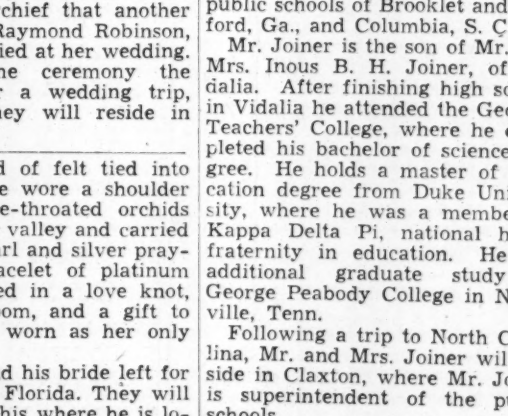 chief that another
Raymond Robinson,
ied at her wedding.
ne ceremony the
r a wedding trip,
hey will reside in
d of felt tied into
e wore a shoulder
e-throated orchids
valley and carried
arl and silver pray-
acelet of platinum
ed in a love knot,
om, and a gift to
worn as her only
d his bride left for
Florida. They will
his where he is lo-
public schools of Brooklet and
ford, Ga., and Columbia, S. C
Mr. Joiner is the son of Mr.
Mrs. Inous B. H. Joiner, of
dalia. After finishing high sc
in Vidalia he attended the Geo
Teachers' College, where he c
pleted his bachelor of science
gree. He holds a master of
cation degree from Duke Uni
sity, where he was a membe
Kappa Delta Pi, national h
fraternity in education. He
additional graduate study
George Peabody College in N
ville, Tenn.
Following a trip to North C
lina, Mr. and Mrs. Joiner wil
side in Claxton, where Mr. Jo
is superintendent of the pu
schools